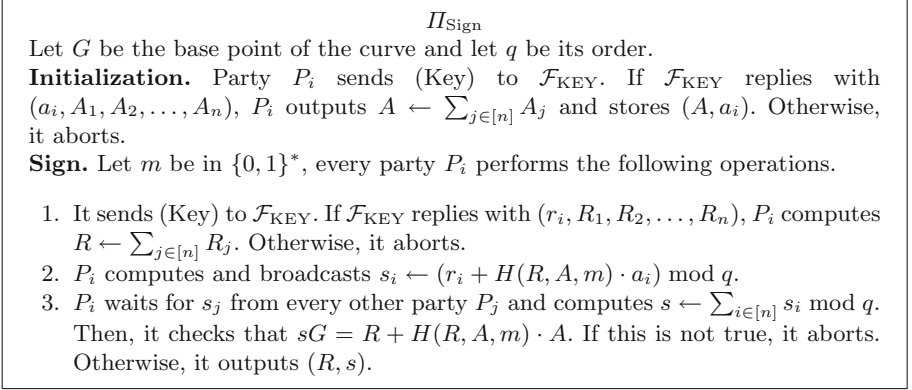 Π_Sign
Let G be the base point of the curve and let q be its order.
Initialization. Party P_i sends (Key) to F_KEY. If F_KEY replies with
(a_i, A_1, A_2, . . . , A_n), P_i outputs A ← ∑_{j∈[n]} A_j and stores (A, a_i). Otherwise,
it aborts.
Sign. Let m be in {0, 1}^*, every party P_i performs the following operations.
1. It sends (Key) to F_KEY. If F_KEY replies with (r_i, R_1, R_2, . . . , R_n), P_i computes
R ← ∑_{j∈[n]} R_j. Otherwise, it aborts.
2. P_i computes and broadcasts s_i ← (r_i + H(R, A, m) · a_i) mod q.
3. P_i waits for s_j from every other party P_j and computes s ← ∑_{i∈[n]} s_i mod q.
Then, it checks that sG = R + H(R, A, m) · A. If this is not true, it aborts.
Otherwise, it outputs (R, s).